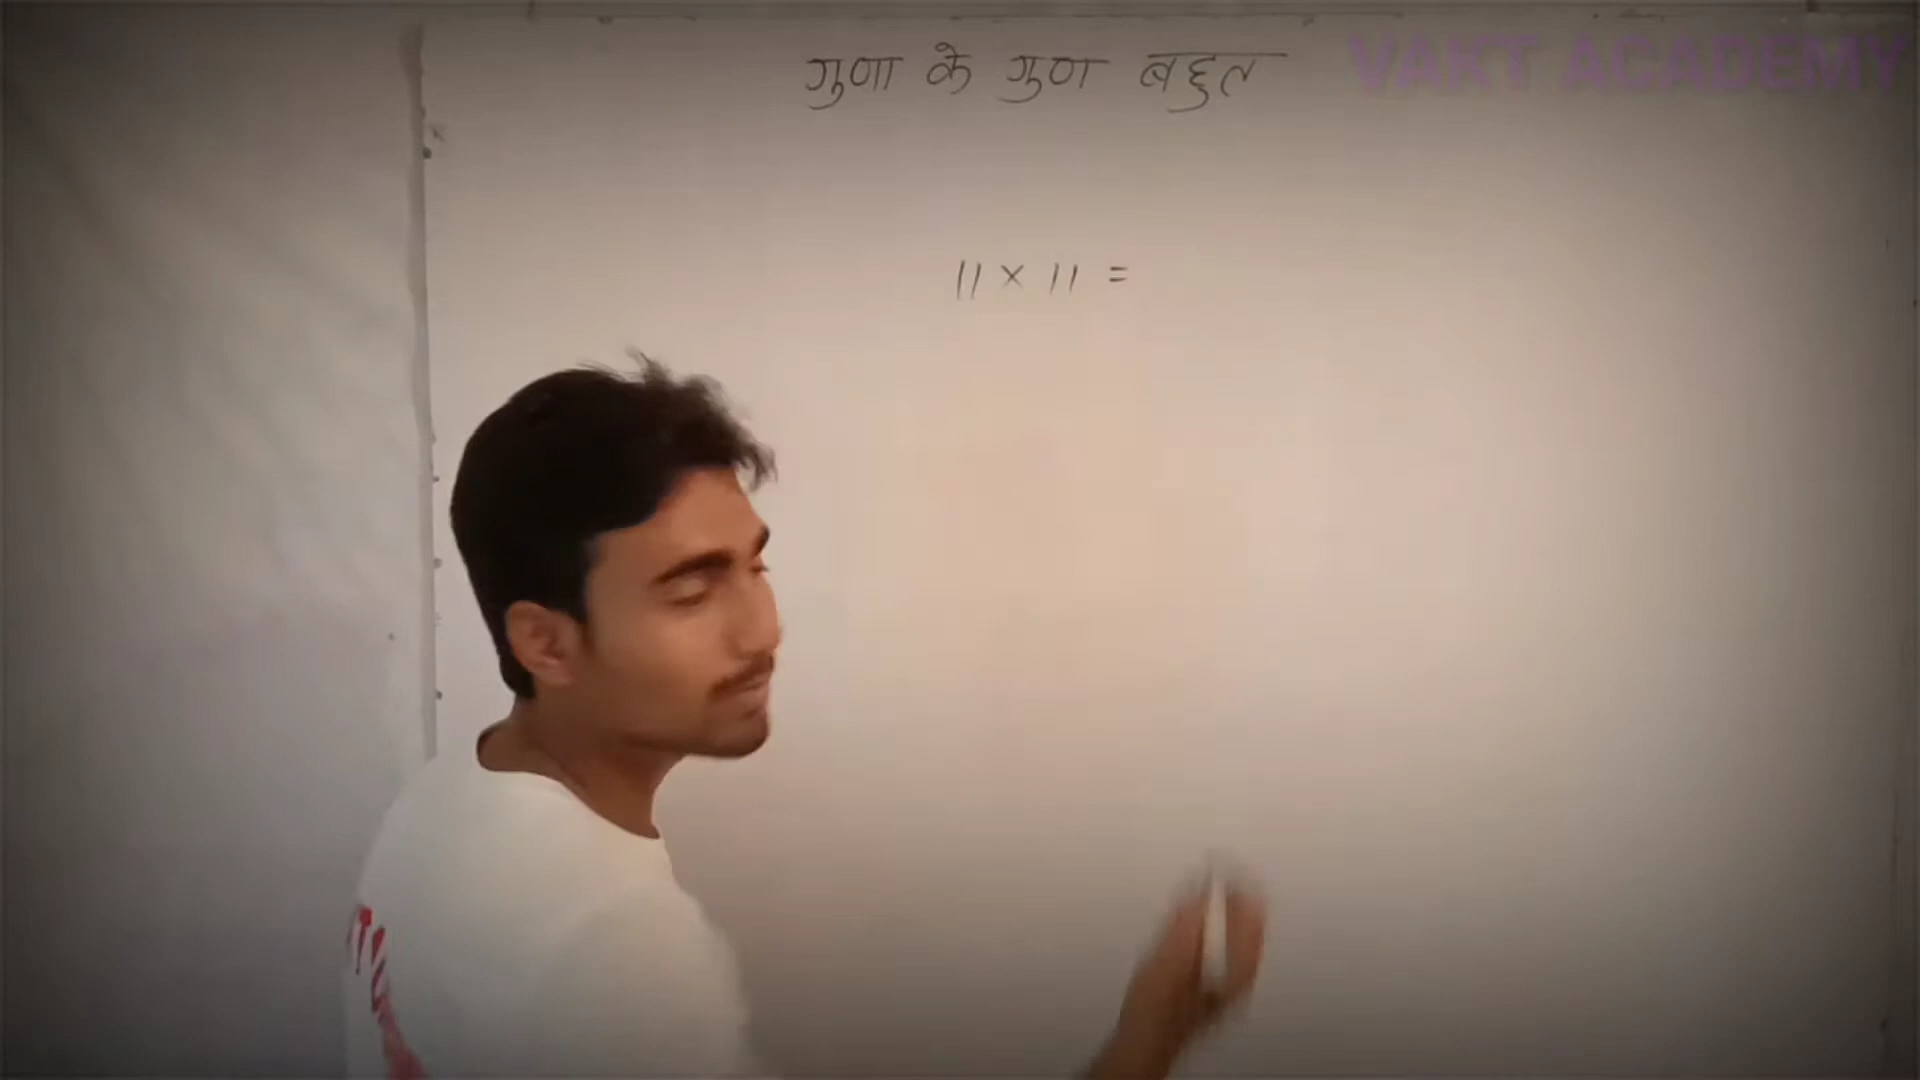 गुणा के गुण बहुत
VAKT ACADEMY
11 × 11 =